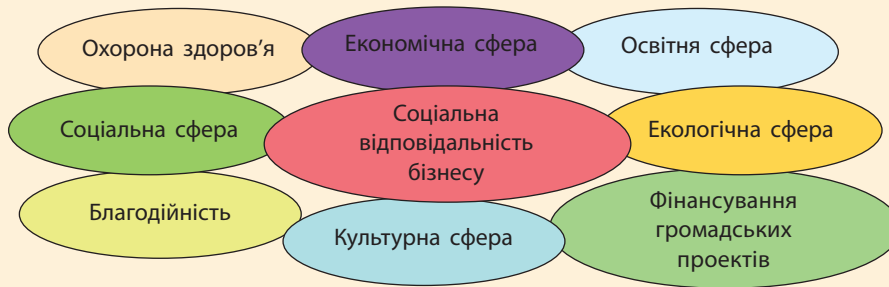 Охорона здоров'я
Економічна сфера
Освітня сфера
Соціальна сфера
Соціальна
відповідальність
бізнесу
Екологічна сфера
Благодійність
Культурна сфера
Фінансування
громадських
проектів